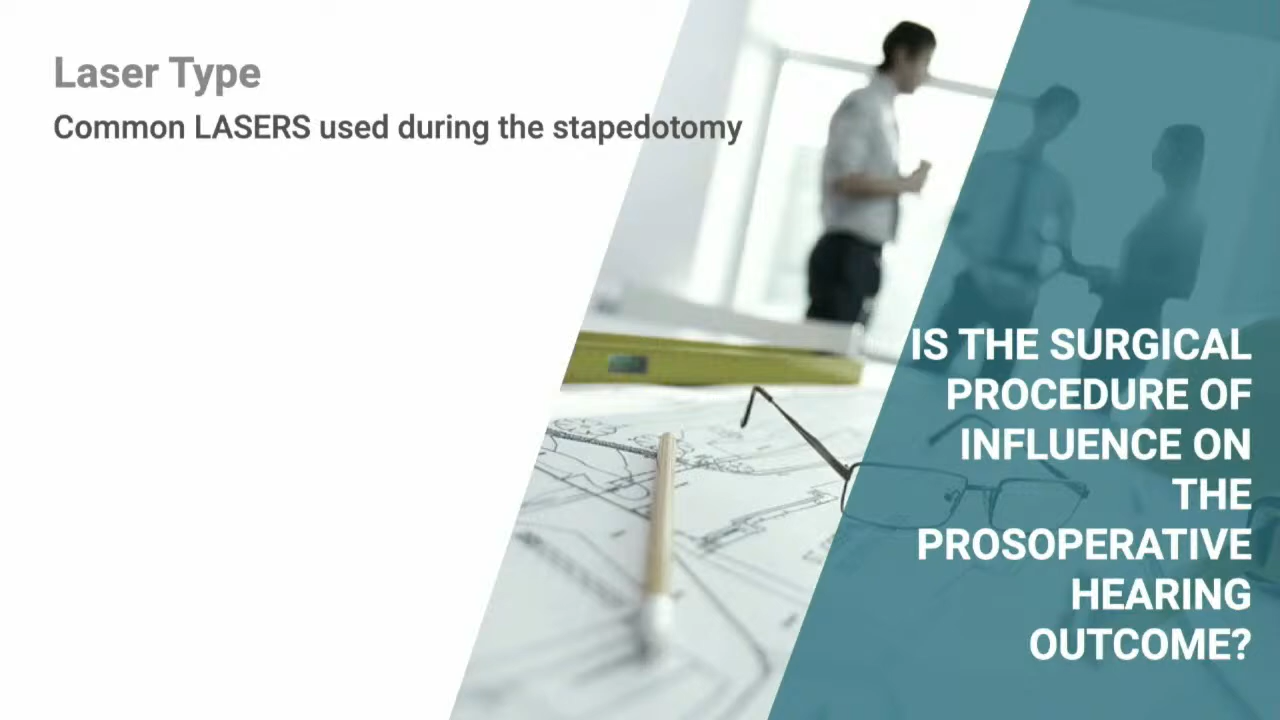 Laser Type
Common LASERS used during the stapedotomy
IS THE SURGICAL
PROCEDURE OF
INFLUENCE ON
THE
PROSOPERATIVE
HEARING
OUTCOME?